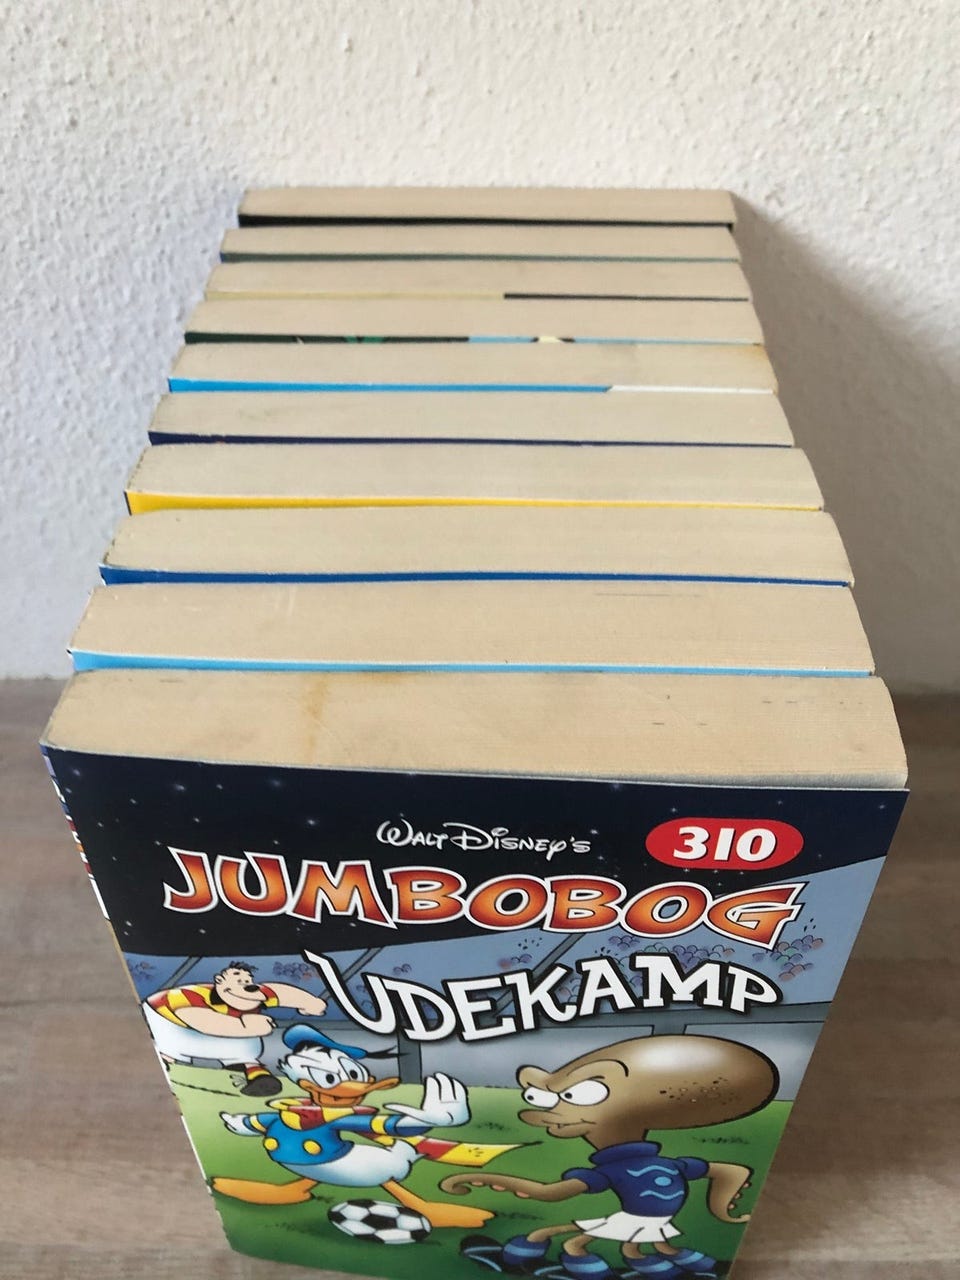 WALT DISNEY'S
310
JUMBOBOG
UDEKAMP